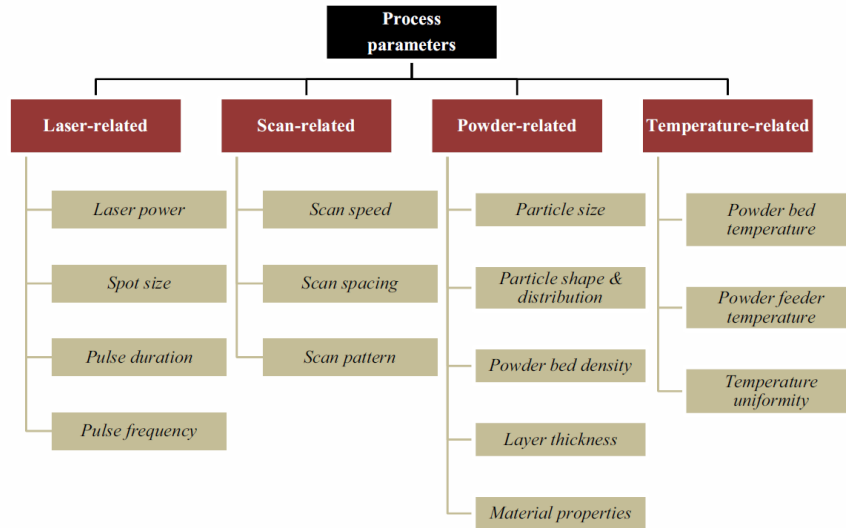 Process
parameters
Laser-related
Scan-related
Powder-related
Temperature-related
Laser power
Spot size
Pulse duration
Pulse frequency
Scan speed
Scan spacing
Scan pattern
Particle size
Particle shape &
distribution
Powder bed density
Layer thickness
Material properties
Powder bed
temperature
Powder feeder
temperature
Temperature
uniformity